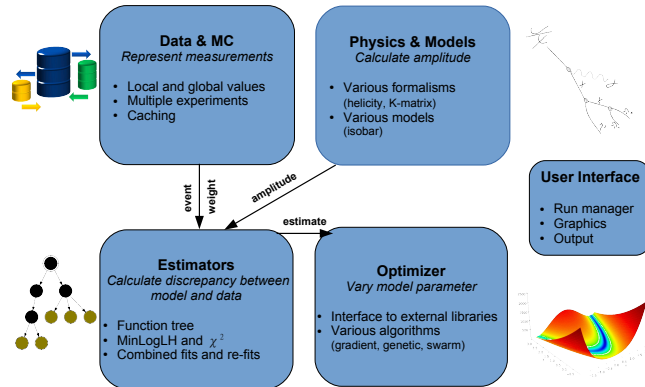 Data & MC
Represent measurements
• Local and global values
• Multiple experiments
• Caching
Physics & Models
Calculate amplitude
• Various formalisms
(helicity, K-matrix)
• Various models
(isobar)
User Interface
• Run manager
• Graphics
• Output
event
weight
amplitude
estimate
Estimators
Calculate discrepancy between
model and data
• Function tree
• MinLogLH and χ²
• Combined fits and re-fits
Optimizer
Vary model parameter
• Interface to external libraries
• Various algorithms
(gradient, genetic, swarm)